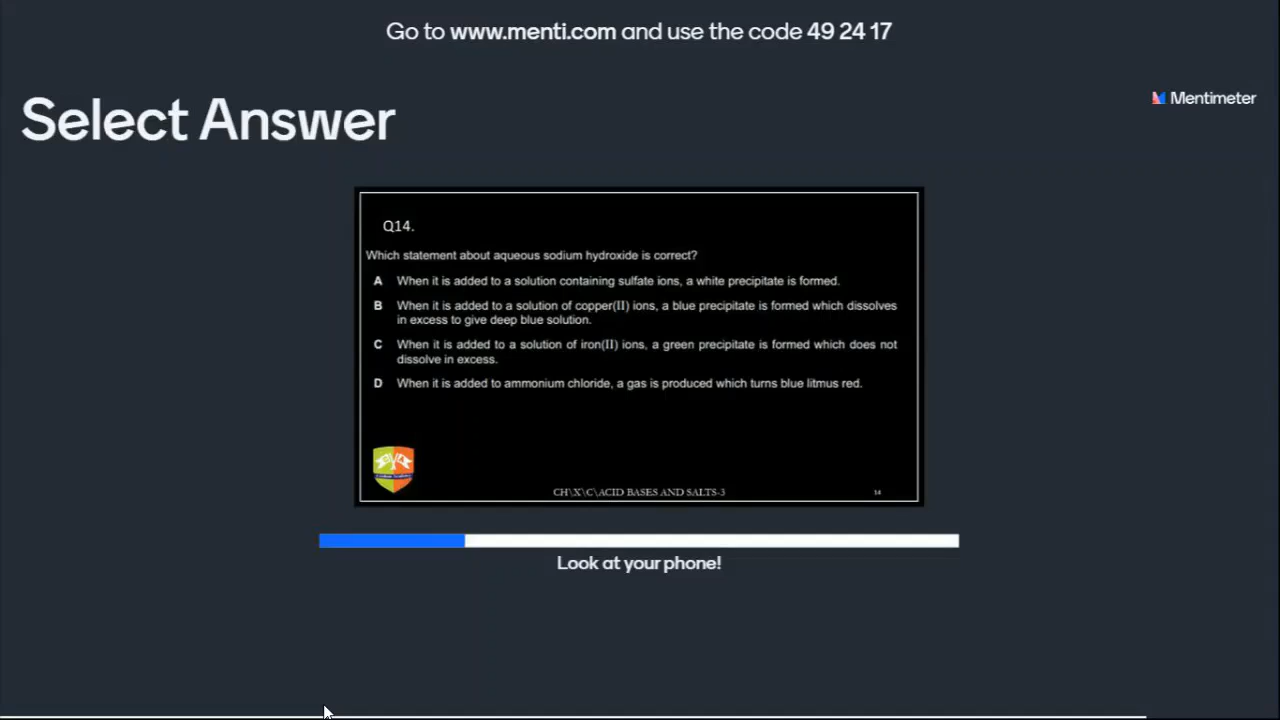 Go to www.menti.com and use the code 49 24 17
Select Answer
Mentimeter
Q14.
Which statement about aqueous sodium hydroxide is correct?
A When it is added to a solution containing sulfate ions, a white precipitate is formed.
B When it is added to a solution of copper(II) ions, a blue precipitate is formed which dissolves
in excess to give deep blue solution.
C When it is added to a solution of iron(II) ions, a green precipitate is formed which does not
dissolve in excess.
D When it is added to ammonium chloride, a gas is produced which turns blue litmus red.
CH\X\C\ACID BASES AND SALTS-3
14
Look at your phone!